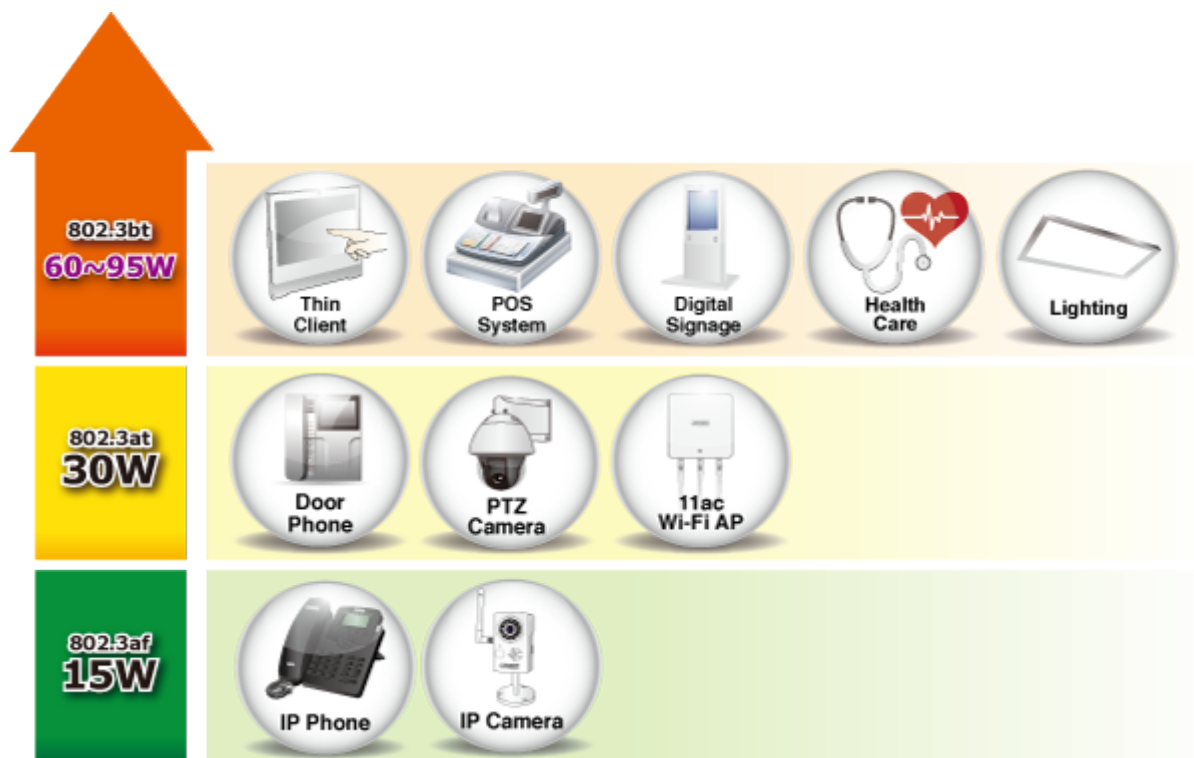 802.3bt
60~95W
Thin
Client
POS
System
Digital
Signage
Health
Care
Lighting
802.3at
30W
Door
Phone
PTZ
Camera
11ac
Wi-Fi AP
802.3af
15W
IP Phone
IP Camera